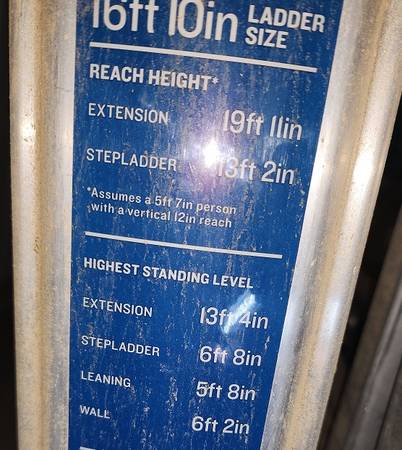 16ft 10in LADDER
SIZE
REACH HEIGHT*
EXTENSION 19ft 11in
STEPLADDER 13ft 2in
*Assumes a 5ft 7in person
with a vertical 12in reach
HIGHEST STANDING LEVEL
EXTENSION 13ft 4in
STEPLADDER 6ft 8in
LEANING 5ft 8in
WALL 6ft 2in